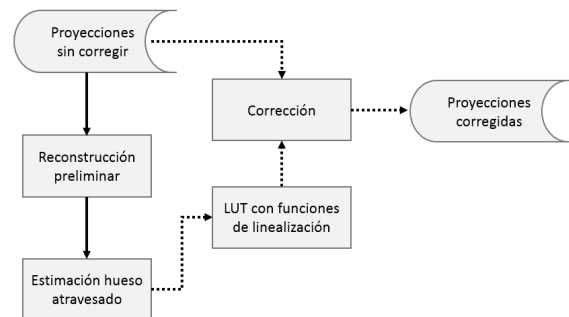 Proyecciones
sin corregir
Corrección
Proyecciones
corregidas
Reconstrucción
preliminar
LUT con funciones
de linealización
Estimación hueso
atravesado